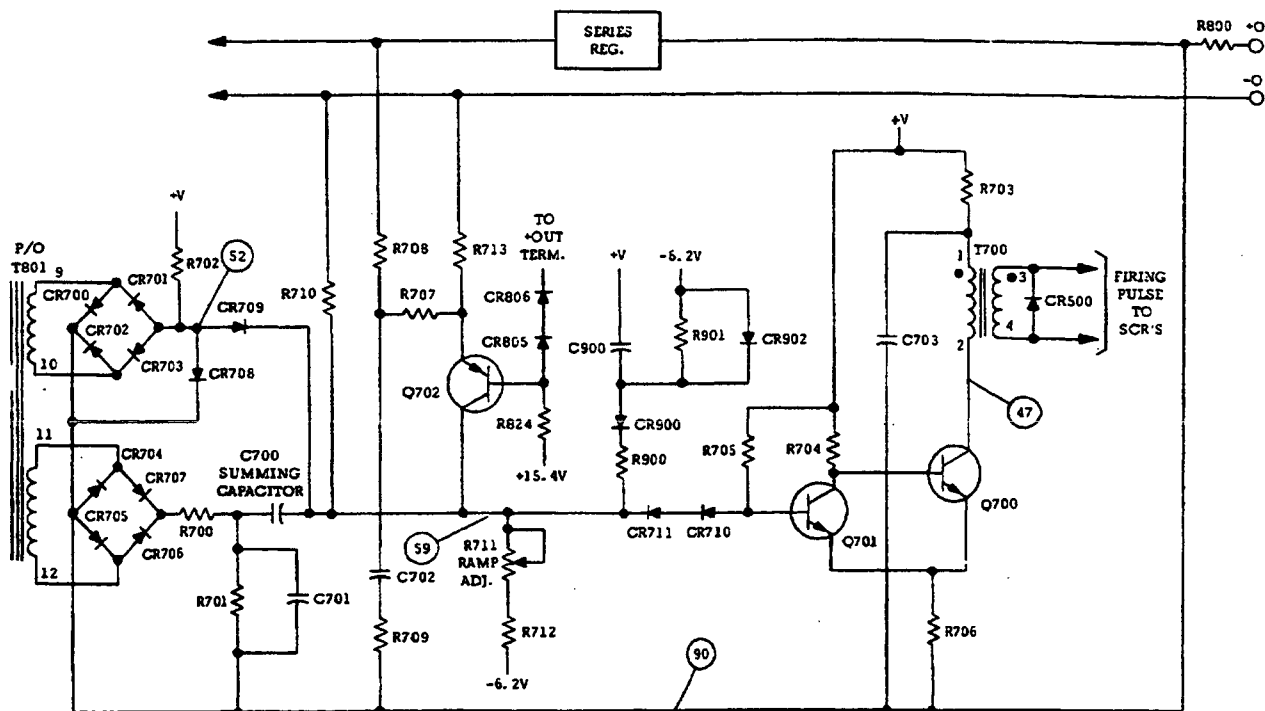 SERIES
REG.
R800
+O
-O
+V
R703
+V
P/O
T801
9
CR700
CR701
R702
52
CR709
CR702
CR703
10
CR708
R710
R708
R713
R707
Q702
TO
+OUT
TERM.
CR806
CR805
R824
+15.4V
+V
-6.2V
C900
R901
CR902
CR900
R900
1
T700
3
4
2
CR500
FIRING
PULSE
TO
SCR'S
C703
47
11
CR704
CR707
C700
SUMMING
CAPACITOR
CR705
CR706
R700
12
R701
C701
C702
R709
59
R711
RAMP
ADJ.
R712
-6.2V
CR711
CR710
R705
R704
Q701
Q700
R706
90